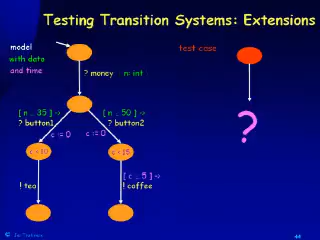 Testing Transition Systems: Extensions
model
with data
and time
test case
? money n: int
[ n = 35 ] ->
? button1
[ n = 50 ] ->
? button2
c := 0
c := 0
c < 10
c < 15
[ c ≥ 5 ] ->
! tea
! coffee
?
©
44